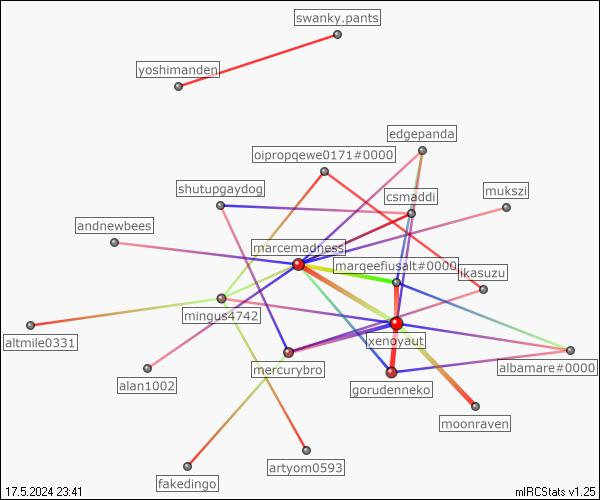 swanky.pants
yoshimanden
edgepanda
oipropqewe0171#0000
shutupgaydog
csmaddi
mukszi
andnewbees
marcemadness
marqeefiusalt#0000
ikasuzu
mingus4742
altmile0331
xenoyaut
mercurybro
albamare#0000
alan1002
gorudenneko
moonraven
artyom0593
fakedingo
17.5.2024 23:41
mIRCStats v1.25